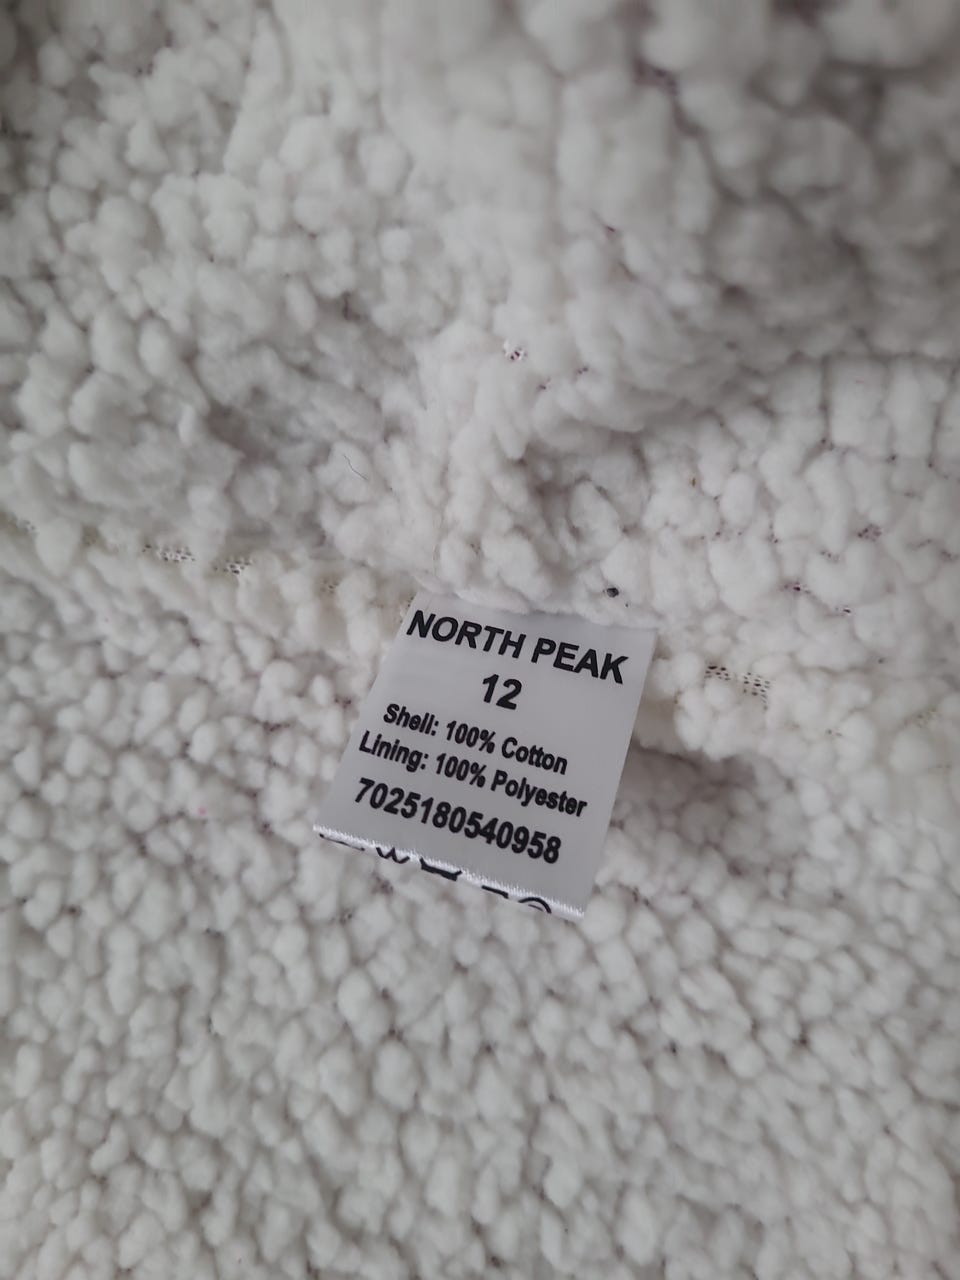 NORTH PEAK
12
Shell: 100% Cotton
Lining: 100% Polyester
7025180540958